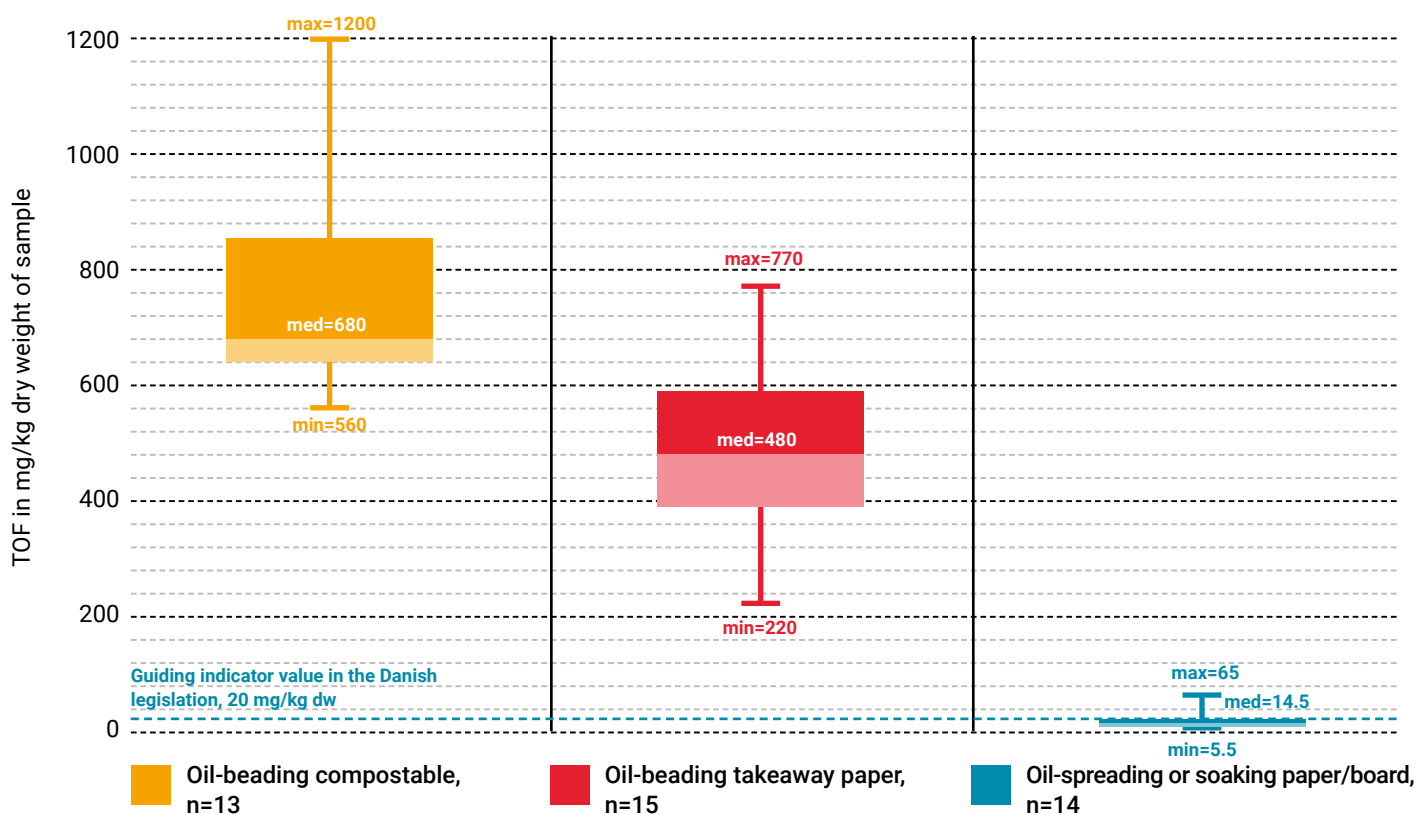 max=1200
1200
1000
800
600
400
200
0
TOF in mg/kg dry weight of sample
med=680
min=560
max=770
med=480
min=220
Guiding indicator value in the Danish
legislation, 20 mg/kg dw
max=65
med=14.5
min=5.5
Oil-beading compostable,
n=13
Oil-beading takeaway paper,
n=15
Oil-spreading or soaking paper/board,
n=14